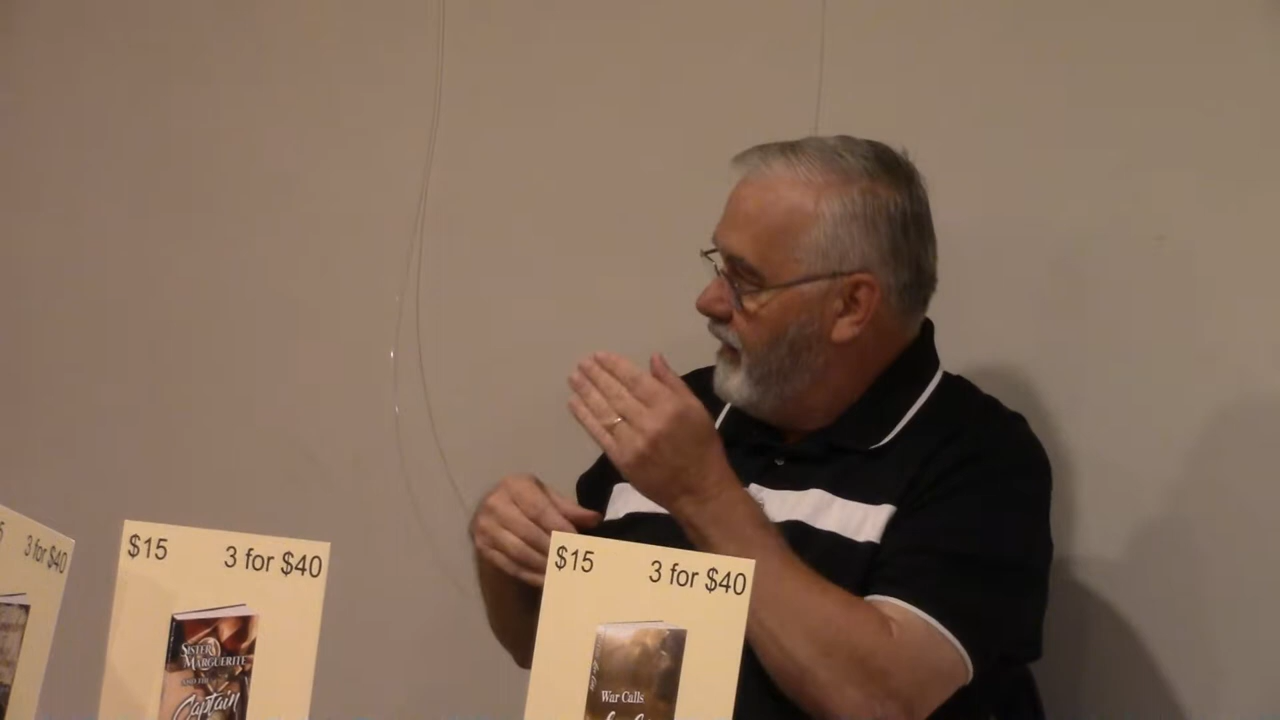 3 for $40
$15 3 for $40
SISTER
MARGUERITE
AND THE
Captain
$15 3 for $40
War Calls